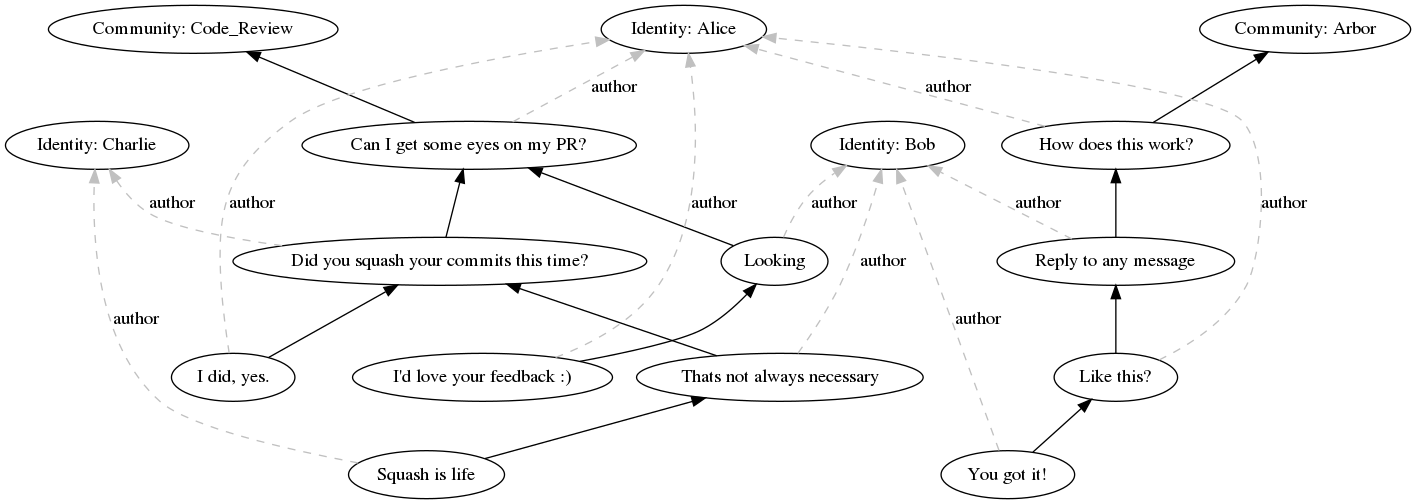 Community: Code_Review
Identity: Alice
Community: Arbor
author
author
Identity: Charlie
Can I get some eyes on my PR?
Identity: Bob
How does this work?
author
author
author
author
author
author
Did you squash your commits this time?
Looking
author
Reply to any message
author
author
I did, yes.
I'd love your feedback :)
Thats not always necessary
Like this?
Squash is life
You got it!